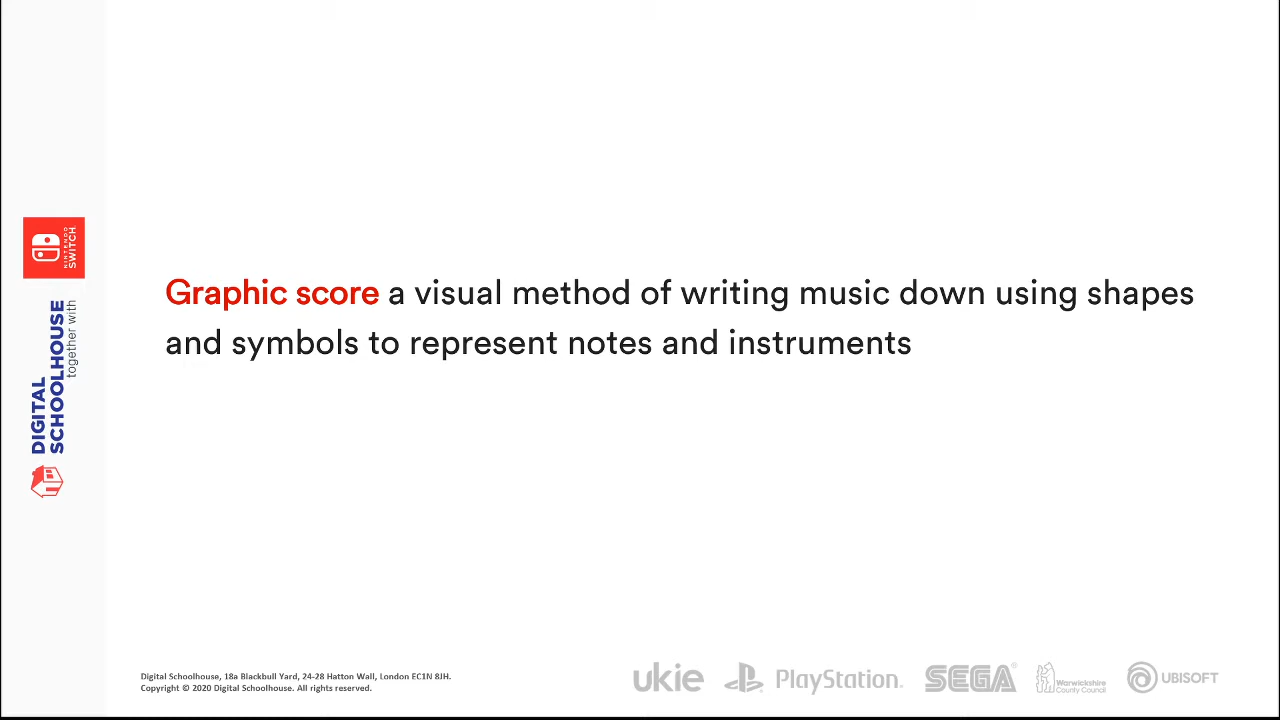 Graphic score a visual method of writing music down using shapes
and symbols to represent notes and instruments
NINTENDO
SWITCH
DIGITAL
SCHOOLHOUSE
together with
Digital Schoolhouse, 18a Blackbull Yard, 24-28 Hatton Wall, London EC1N 8JH.
Copyright © 2020 Digital Schoolhouse. All rights reserved.
ukie
PlayStation
SEGA®
Warwickshire
County Council
UBISOFT